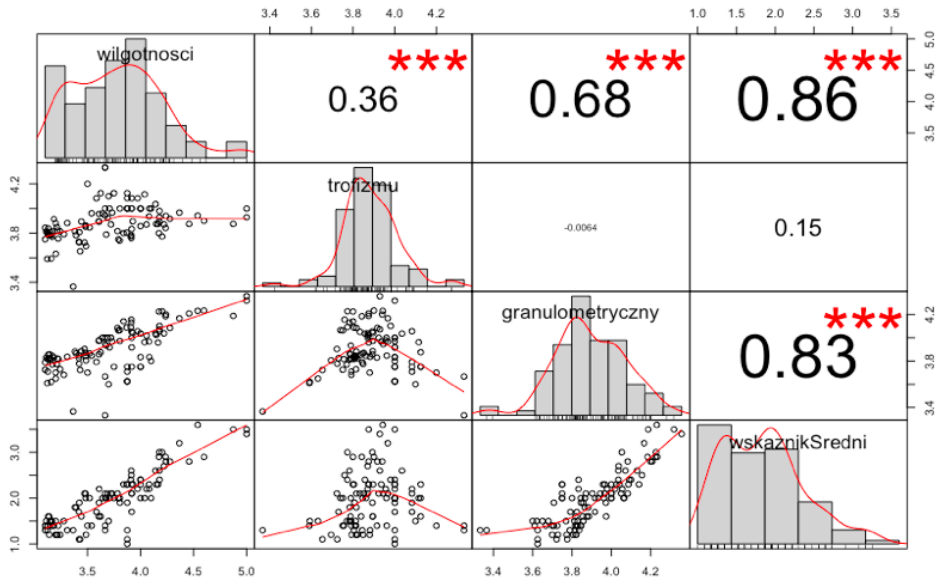 3.4 3.8 4.0 4.2
1.0 1.5 2.0 2.5 3.0 3.5
wilgotnosci
0.36 ***
0.68 ***
0.86 ***
3.5 4.0 4.5 5.0
3.4 3.8 4.2
trofizmu
-0.0064
0.15
granulometryczny
0.83 ***
3.4 3.8 4.2
1.0 2.0 3.0
wskaznikSredni
3.5 4.0 4.5 5.0
3.4 3.6 3.8 4.0 4.2